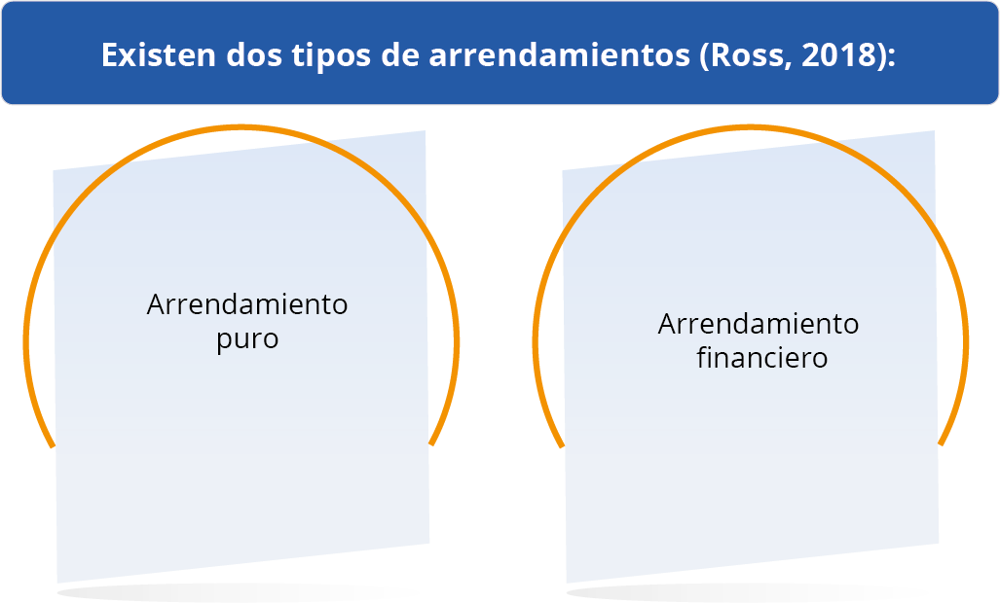 Existen dos tipos de arrendamientos (Ross, 2018):
Arrendamiento
puro
Arrendamiento
financiero